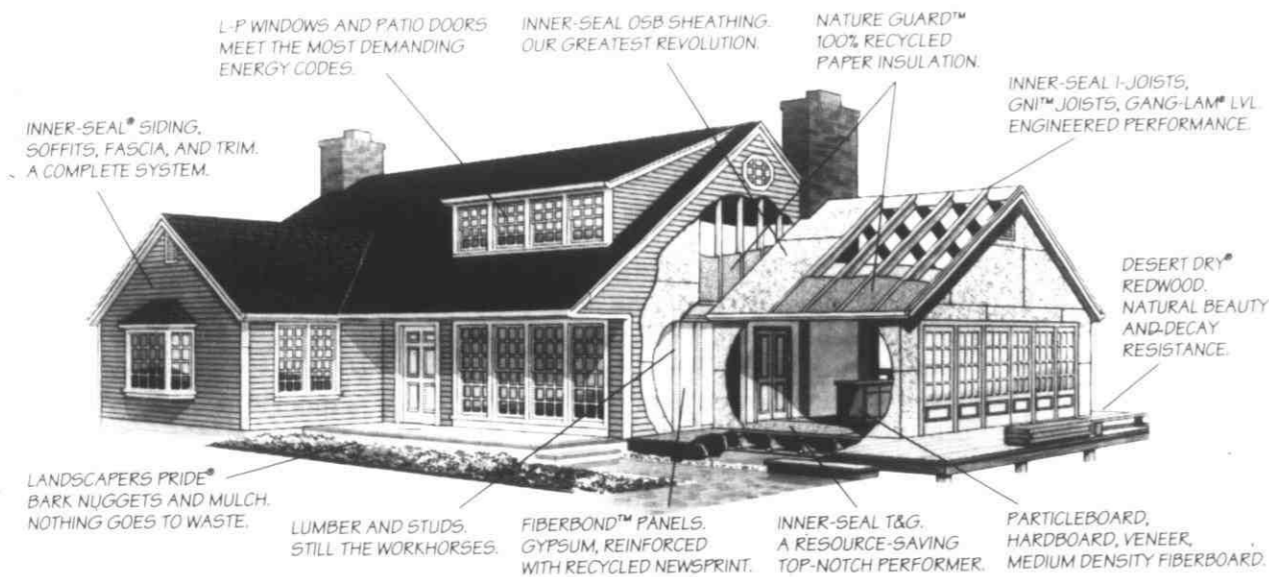 L-P WINDOWS AND PATIO DOORS
MEET THE MOST DEMANDING
ENERGY CODES.
INNER-SEAL OSB SHEATHING.
OUR GREATEST REVOLUTION.
NATURE GUARD™
100% RECYCLED
PAPER INSULATION.
INNER-SEAL I-JOISTS,
GNI™ JOISTS, GANG-LAM® LVL.
ENGINEERED PERFORMANCE.
INNER-SEAL® SIDING,
SOFFITS, FASCIA, AND TRIM.
A COMPLETE SYSTEM.
DESERT DRY®
REDWOOD.
NATURAL BEAUTY
AND DECAY
RESISTANCE.
LANDSCAPERS PRIDE®
BARK NUGGETS AND MULCH.
NOTHING GOES TO WASTE.
LUMBER AND STUDS.
STILL THE WORKHORSES.
FIBERBOND™ PANELS.
GYPSUM, REINFORCED
WITH RECYCLED NEWSPRINT.
INNER-SEAL T&G.
A RESOURCE-SAVING
TOP-NOTCH PERFORMER.
PARTICLEBOARD,
HARDBOARD, VENEER,
MEDIUM DENSITY FIBERBOARD.